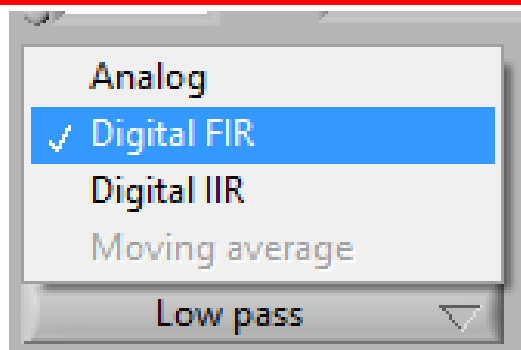 Analog
✓ Digital FIR
Digital IIR
Moving average
Low pass